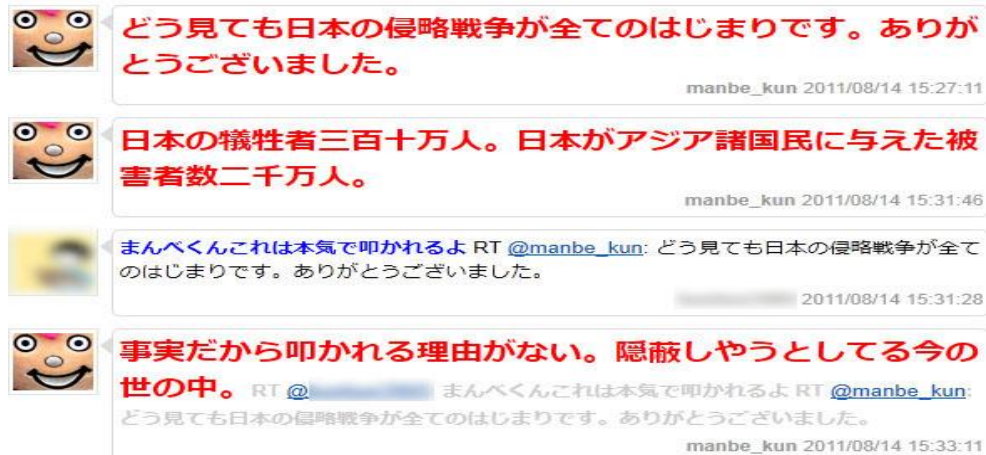 どう見ても日本の侵略戦争が全てのはじまりです。ありが
とうございました。
manbe_kun 2011/08/14 15:27:11
日本の犠牲者三百十万人。日本がアジア諸国民に与えた被
害者数二千万人。
manbe_kun 2011/08/14 15:31:46
まんべくんこれは本気で叩かれるよ RT @manbe_kun: どう見ても日本の侵略戦争が全て
のはじまりです。ありがとうございました。
2011/08/14 15:31:28
事実だから叩かれる理由がない。隠蔽しやうとしてる今の
世の中。 RT @ まんべくんこれは本気で叩かれるよ RT @manbe_kun:
どう見ても日本の侵略戦争が全てのはじまりです。ありがとうございました。
manbe_kun 2011/08/14 15:33:11